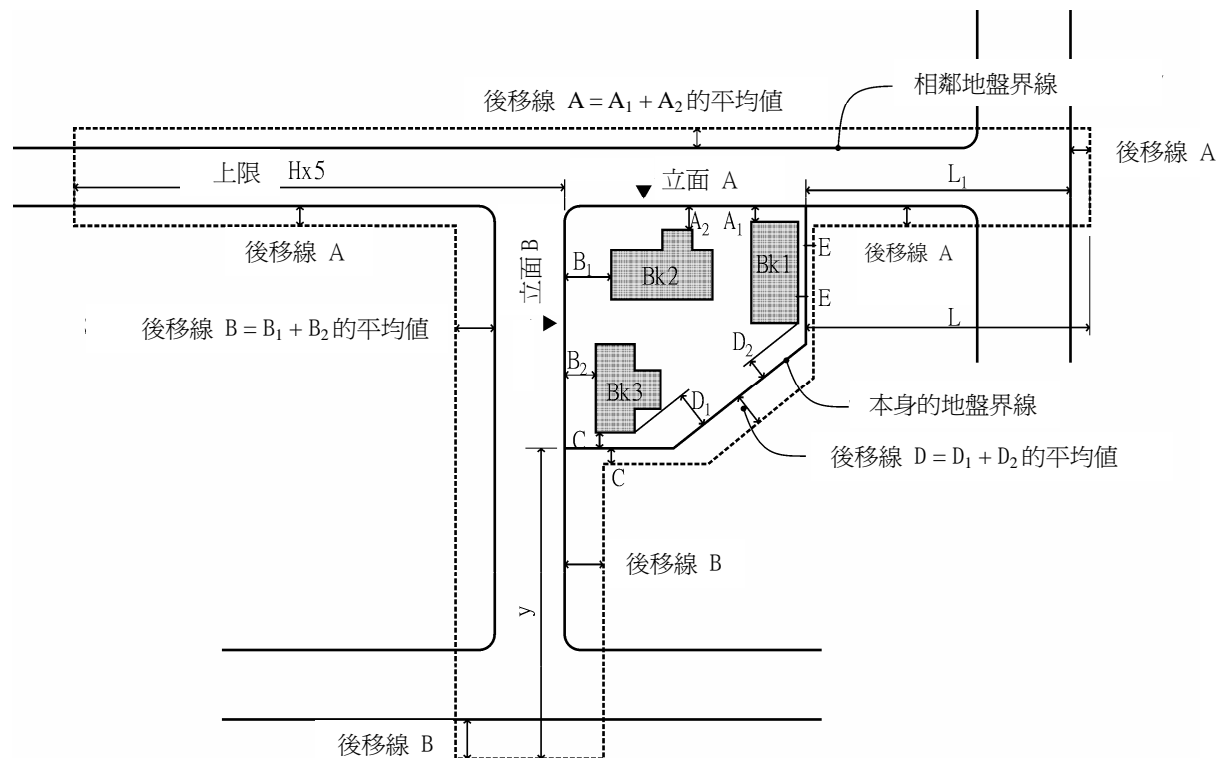 相鄰地盤界線
後移線 A = A₁ + A₂ 的平均值
後移線 A
上限 Hx5
立面 A
L₁
後移線 A
A₂
A₁
後移線 A
立面 B
B₁
Bk2
Bk1
E
E
L
後移線 B = B₁ + B₂ 的平均值
B₂
D₂
Bk3
D₁
本身的地盤界線
C
後移線 D = D₁ + D₂ 的平均值
C
後移線 B
y
後移線 B